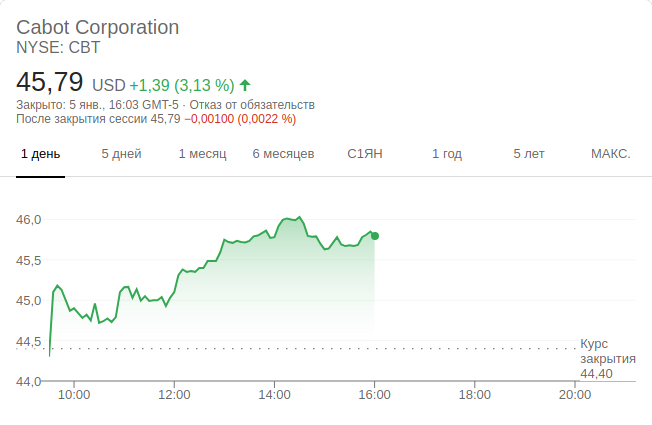 Cabot Corporation
NYSE: CBT
45,79 USD +1,39 (3,13 %)
Закрыто: 5 янв., 16:03 GMT-5 · Отказ от обязательств
После закрытия сессии 45,79 −0,00100 (0,0022 %)
1 день 5 дней 1 месяц 6 месяцев С1ЯН 1 год 5 лет МАКС.
46,0
45,5
45,0
44,5
44,0
Курс
закрытия
44,40
10:00 12:00 14:00 16:00 18:00 20:00